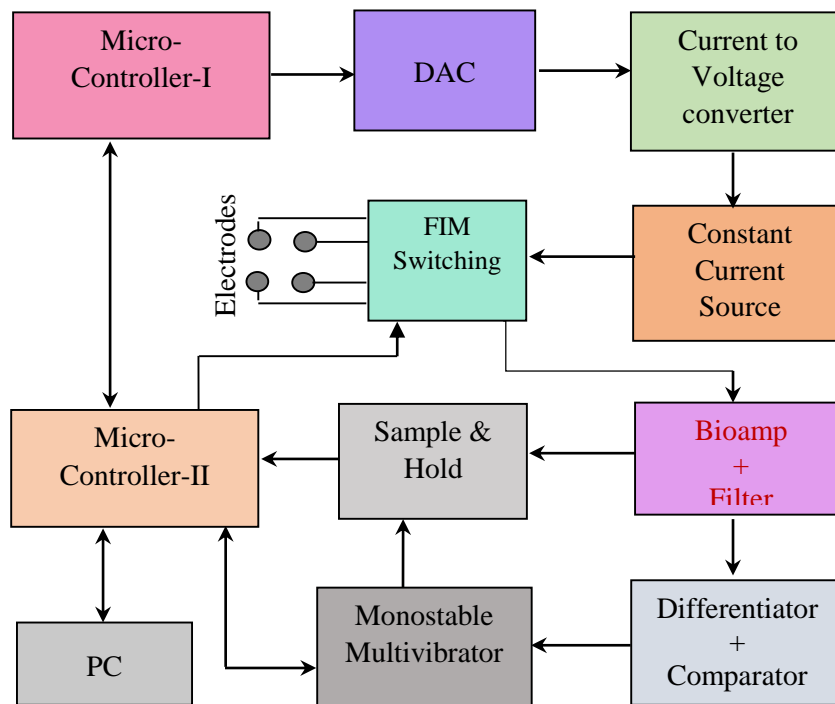 Micro-
Controller-I
DAC
Current to
Voltage
converter
Electrodes
FIM
Switching
Constant
Current
Source
Micro-
Controller-II
Sample &
Hold
Bioamp
+
Filter
PC
Monostable
Multivibrator
Differentiator
+
Comparator